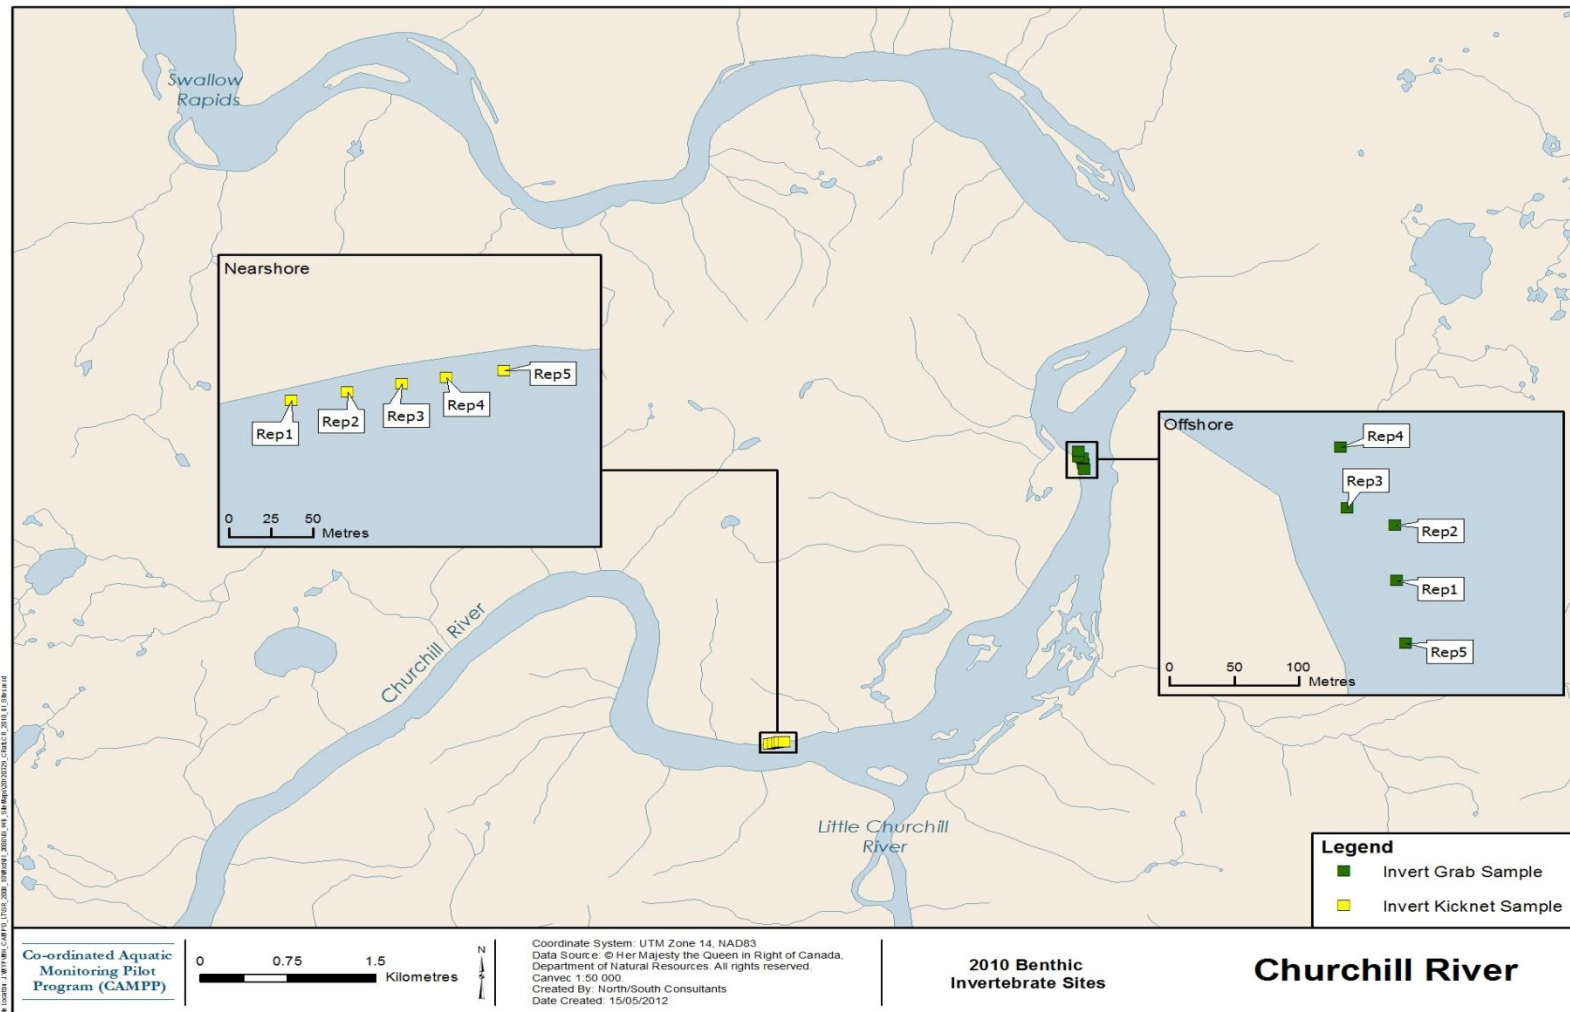 Swallow
Rapids
Nearshore
Rep1
Rep2
Rep3
Rep4
Rep5
0 25 50
Metres
Offshore
Rep4
Rep3
Rep2
Rep1
Rep5
0 50 100
Metres
Churchill River
Little Churchill
River
Legend
Invert Grab Sample
Invert Kicknet Sample
Co-ordinated Aquatic
Monitoring Pilot
Program (CAMPP)
0 0.75 1.5
Kilometres
N
Coordinate System: UTM Zone 14, NAD83
Data Source: © Her Majesty the Queen in Right of Canada,
Department of Natural Resources. All rights reserved.
Canvec 1:50 000.
Created By: North/South Consultants
Date Created: 15/05/2012
2010 Benthic
Invertebrate Sites
Churchill River